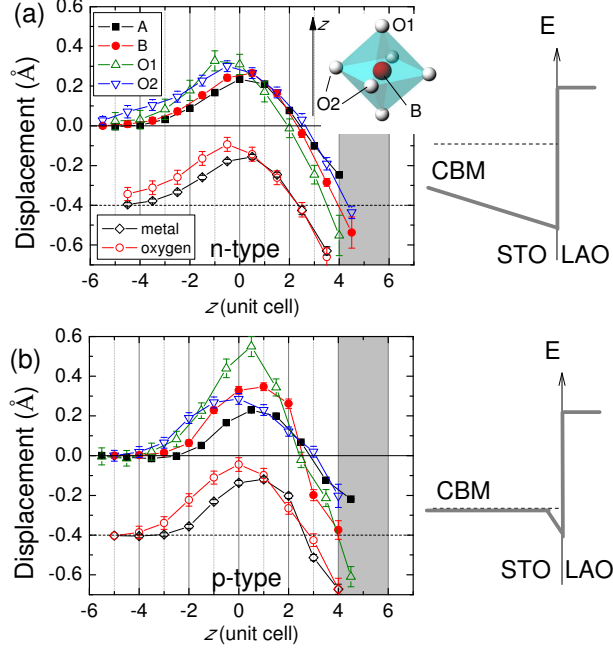 (a)
0.6
0.4
0.2
0.0
-0.2
-0.4
-0.6
Displacement (Å)
A
B
O1
O2
metal
oxygen
n-type
z
O1
O2
B
-6 -4 -2 0 2 4 6
z (unit cell)
E
CBM
STO LAO
(b)
0.6
0.4
0.2
0.0
-0.2
-0.4
-0.6
Displacement (Å)
p-type
-6 -4 -2 0 2 4 6
z (unit cell)
E
CBM
STO LAO